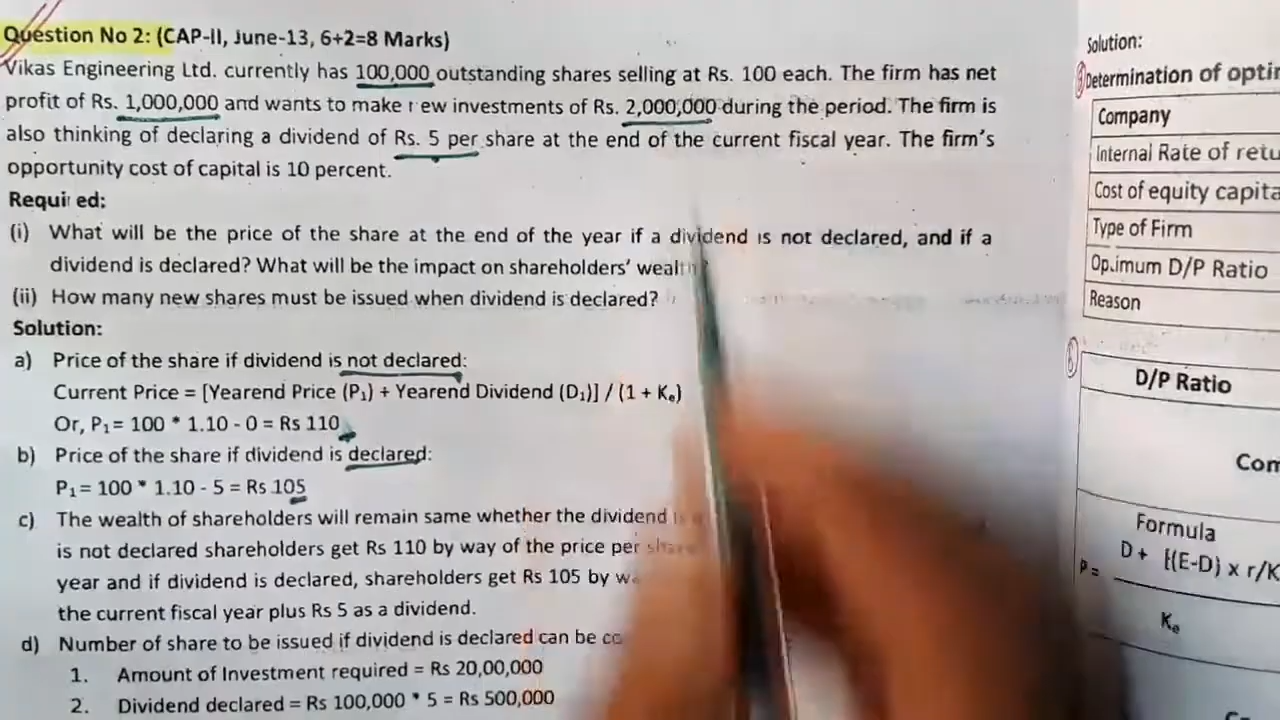 Question No 2: (CAP-II, June-13, 6+2=8 Marks)
Vikas Engineering Ltd. currently has 100,000 outstanding shares selling at Rs. 100 each. The firm has net
profit of Rs. 1,000,000 and wants to make new investments of Rs. 2,000,000 during the period. The firm is
also thinking of declaring a dividend of Rs. 5 per share at the end of the current fiscal year. The firm's
opportunity cost of capital is 10 percent.
Required:
(i) What will be the price of the share at the end of the year if a dividend is not declared, and if a
dividend is declared? What will be the impact on shareholders' wealth?
(ii) How many new shares must be issued when dividend is declared?
Solution:
a) Price of the share if dividend is not declared:
Current Price = [Yearend Price (P₁) + Yearend Dividend (D₁)] / (1 + Kₑ)
Or, P₁ = 100 * 1.10 - 0 = Rs 110
b) Price of the share if dividend is declared:
P₁ = 100 * 1.10 - 5 = Rs 105
c) The wealth of shareholders will remain same whether the dividend is
is not declared shareholders get Rs 110 by way of the price per share
year and if dividend is declared, shareholders get Rs 105 by
the current fiscal year plus Rs 5 as a dividend.
d) Number of share to be issued if dividend is declared can be
1. Amount of Investment required = Rs 20,00,000
2. Dividend declared = Rs 100,000 * 5 = Rs 500,000
Solution:
Determination of
Company
Internal Rate of
Cost of equity
Type of Firm
Op.imum D/P Ratio
Reason
D/P Ratio
Formula
D + {(E-D) x r/K
P =
Kₑ